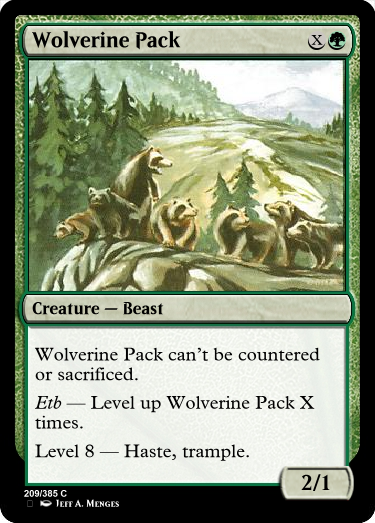 Wolverine Pack X
Creature — Beast
Wolverine Pack can't be countered
or sacrificed.
Etb — Level up Wolverine Pack X
times.
Level 8 — Haste, trample.
2/1
209/385 C
Jeff A. Menges